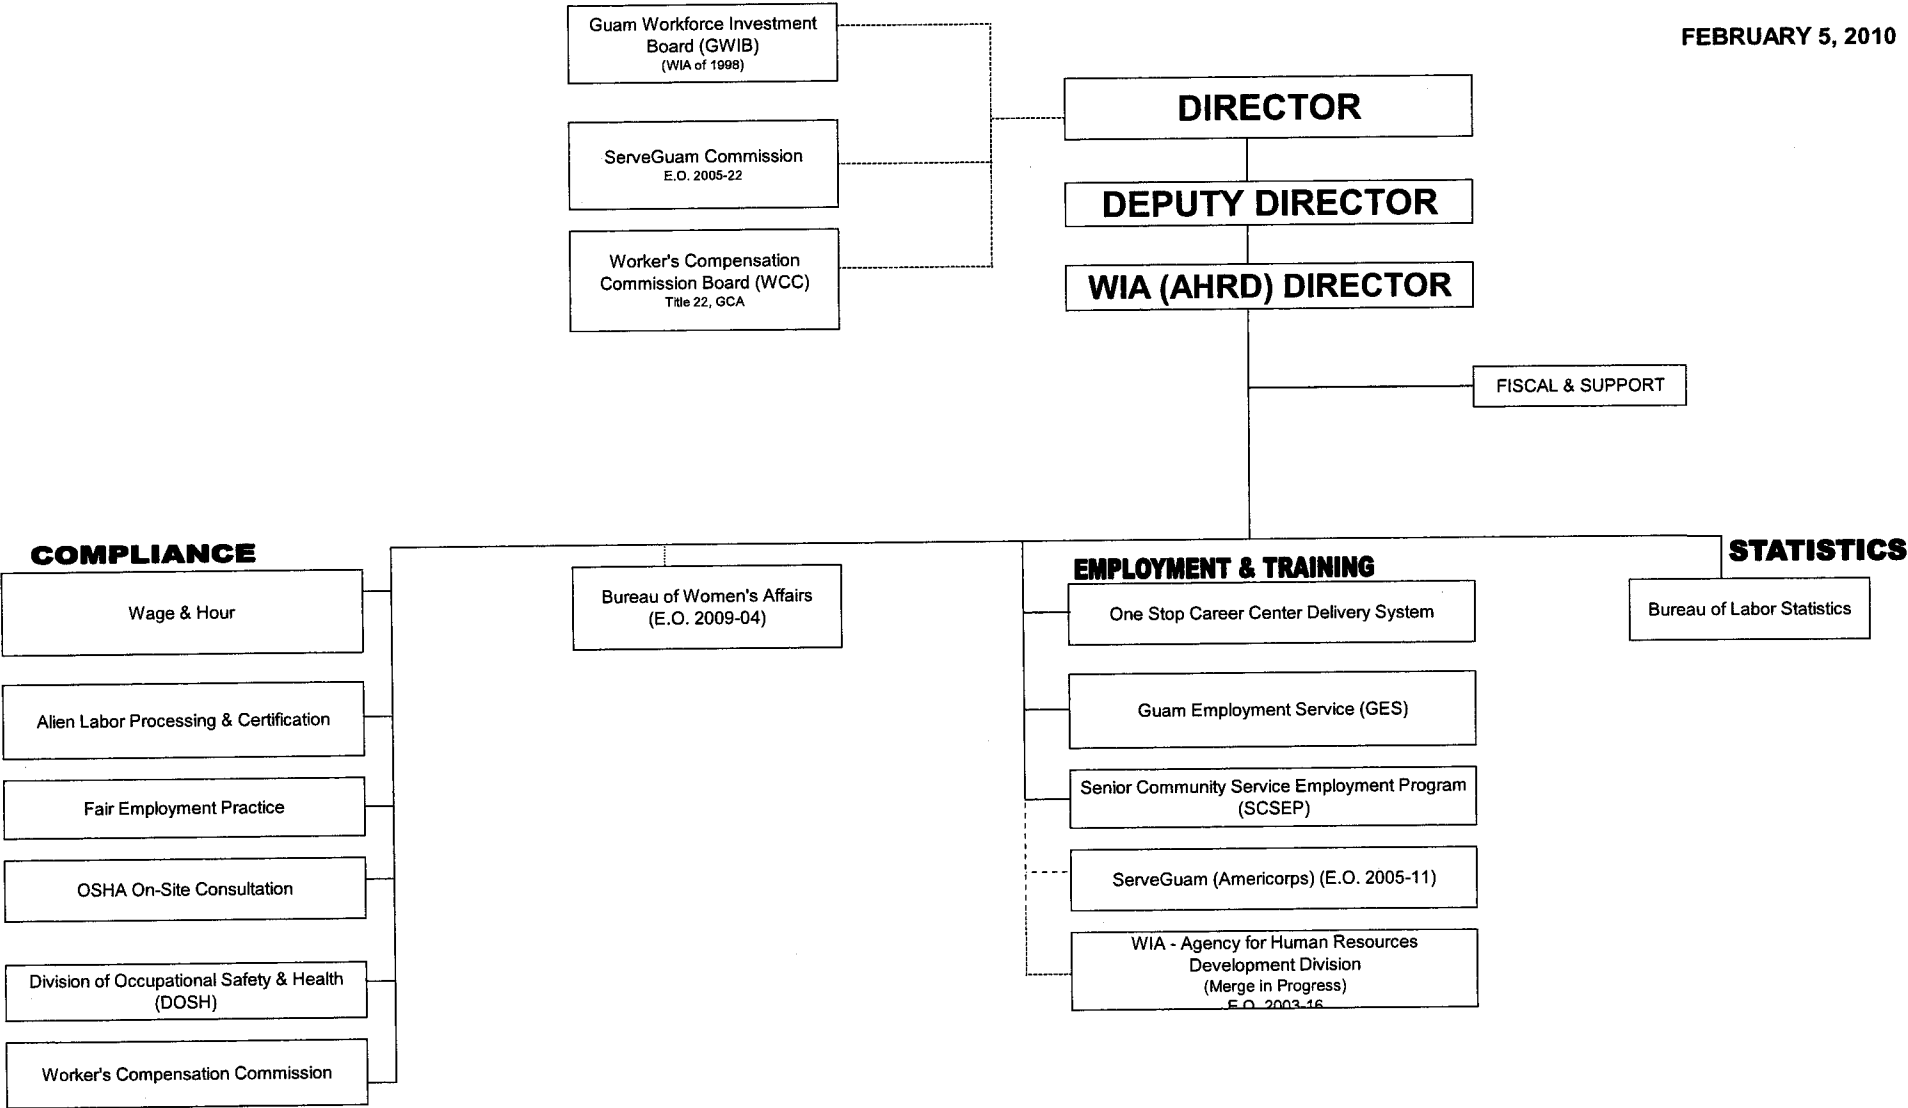 Guam Workforce Investment
Board (GWIB)
(WIA of 1998)
FEBRUARY 5, 2010
DIRECTOR
ServeGuam Commission
E.O. 2005-22
DEPUTY DIRECTOR
Worker's Compensation
Commission Board (WCC)
Title 22, GCA
WIA (AHRD) DIRECTOR
FISCAL & SUPPORT
COMPLIANCE
Wage & Hour
Alien Labor Processing & Certification
Fair Employment Practice
OSHA On-Site Consultation
Division of Occupational Safety & Health
(DOSH)
Worker's Compensation Commission
Bureau of Women's Affairs
(E.O. 2009-04)
EMPLOYMENT & TRAINING
One Stop Career Center Delivery System
Guam Employment Service (GES)
Senior Community Service Employment Program
(SCSEP)
ServeGuam (Americorps) (E.O. 2005-11)
WIA - Agency for Human Resources
Development Division
(Merge in Progress)
E.O. 2003-16
STATISTICS
Bureau of Labor Statistics